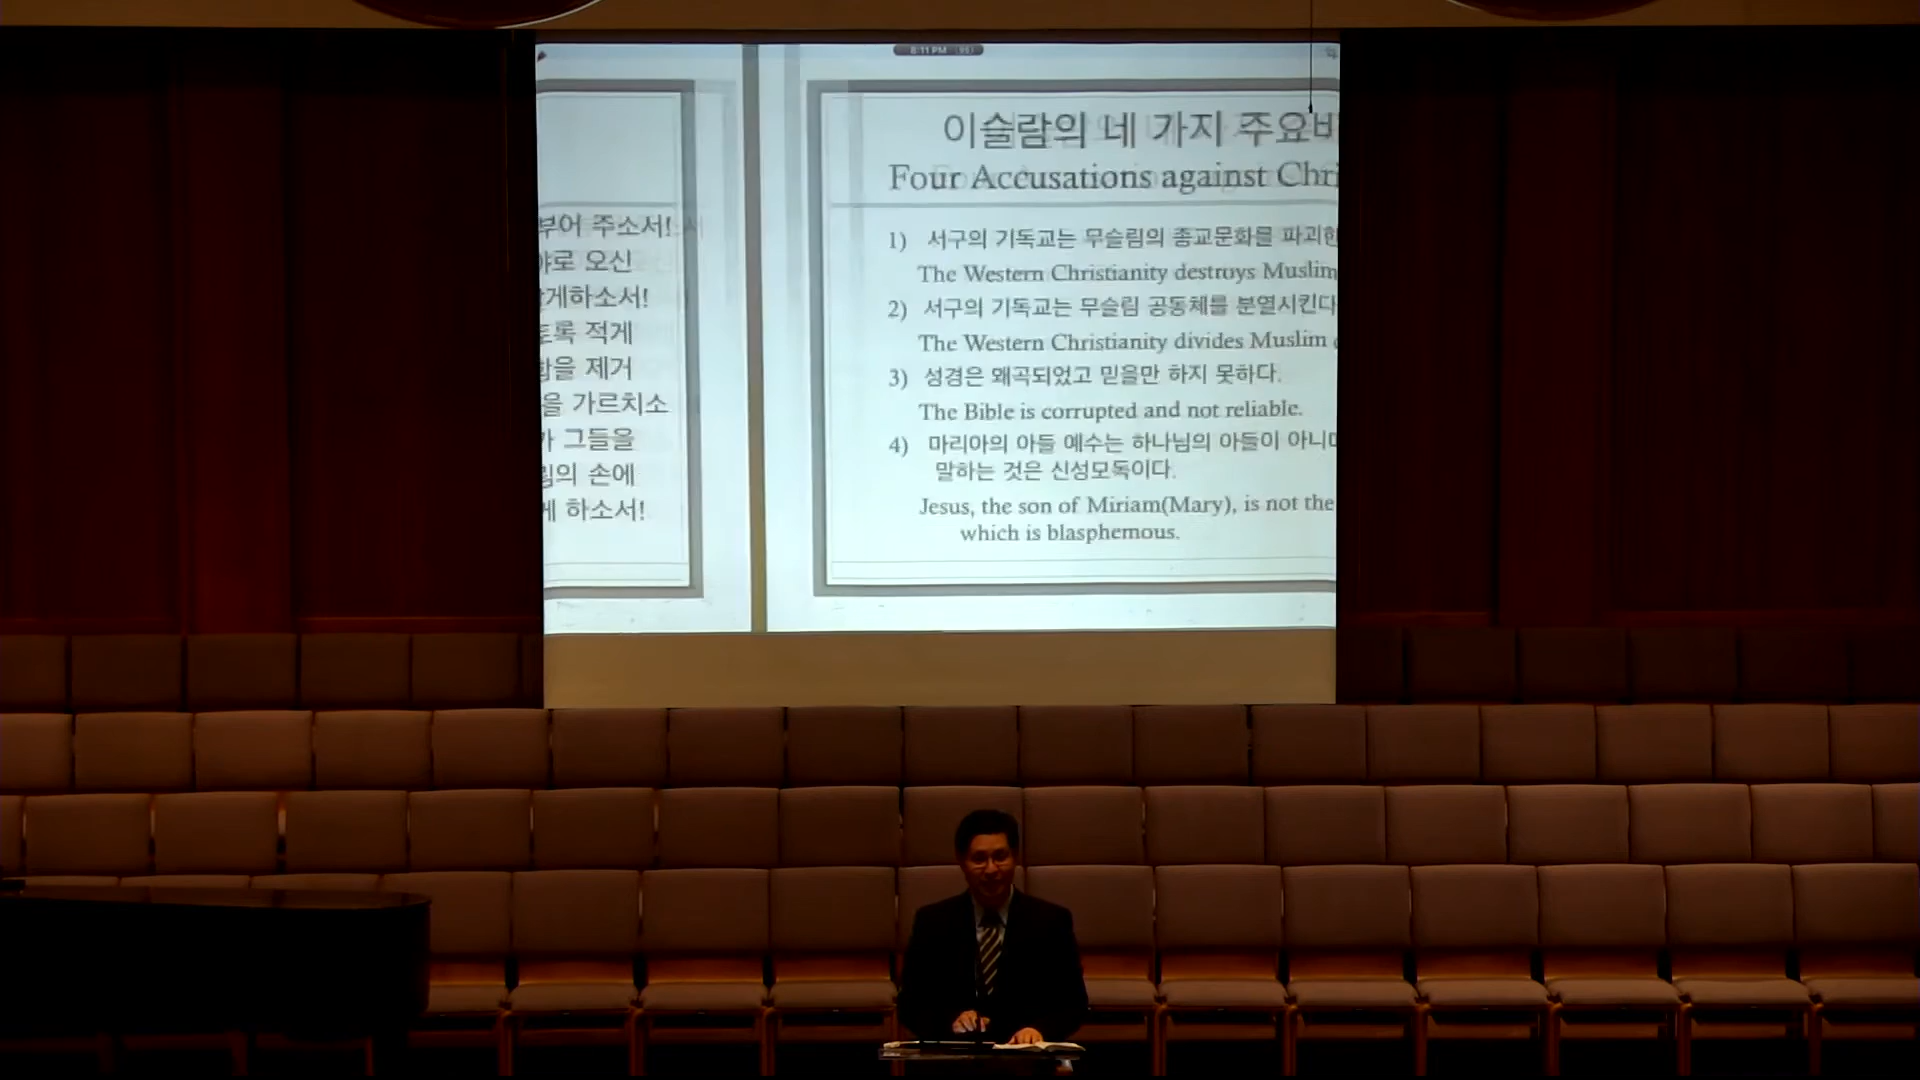 8:11 PM
부어 주소서!
로 오신
게하소서!
록 적게
을 제거
을 가르치소
그들을
의 손에
하소서!
이슬람의 네 가지 주요
Four Accusations against Chri
1) 서구의 기독교는 무슬림의 종교문화를 파괴한
The Western Christianity destroys Muslim
2) 서구의 기독교는 무슬림 공동체를 분열시킨다
The Western Christianity divides Muslim
3) 성경은 왜곡되었고 믿을만 하지 못하다.
The Bible is corrupted and not reliable.
4) 마리아의 아들 예수는 하나님의 아들이 아니
말하는 것은 신성모독이다.
Jesus, the son of Miriam(Mary), is not the
which is blasphemous.